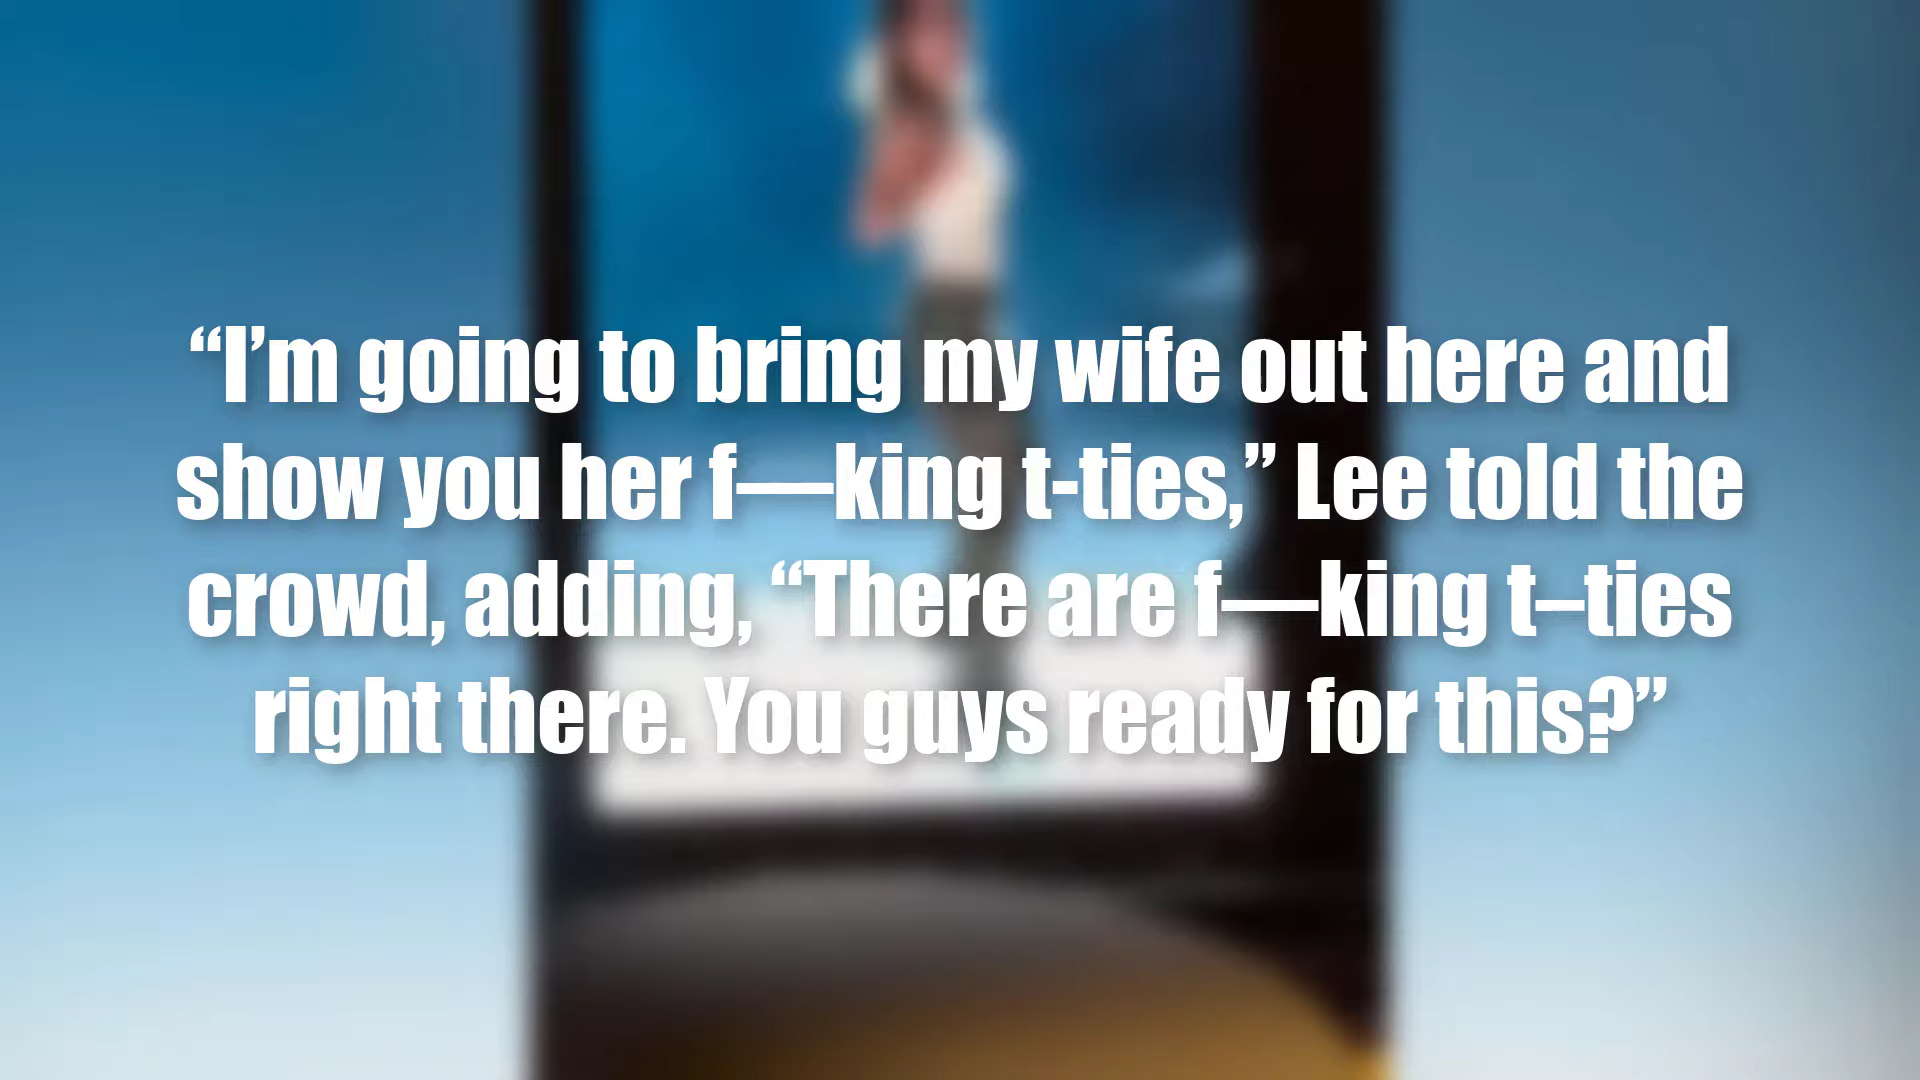 “I’m going to bring my wife out here and
show you her f—king t-ties,” Lee told the
crowd, adding, “There are f—king t–ties
right there. You guys ready for this?”